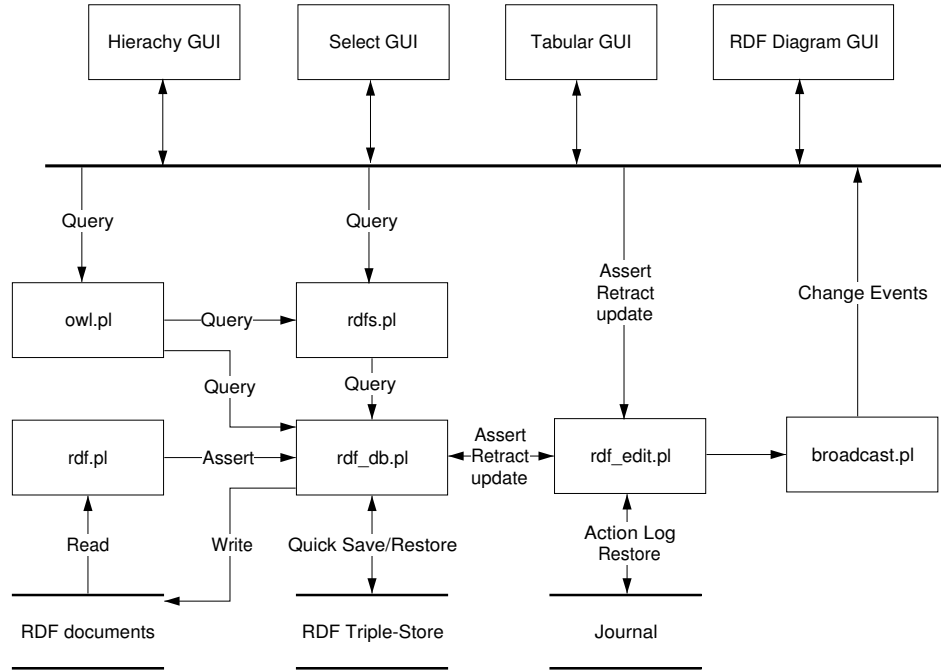 Hierachy GUI
Select GUI
Tabular GUI
RDF Diagram GUI
Query
Query
Assert
Retract
update
Change Events
owl.pl
Query
rdfs.pl
Query
Query
rdf.pl
Assert
rdf_db.pl
Assert
Retract
update
rdf_edit.pl
broadcast.pl
Read
Write
Quick Save/Restore
Action Log
Restore
RDF documents
RDF Triple-Store
Journal